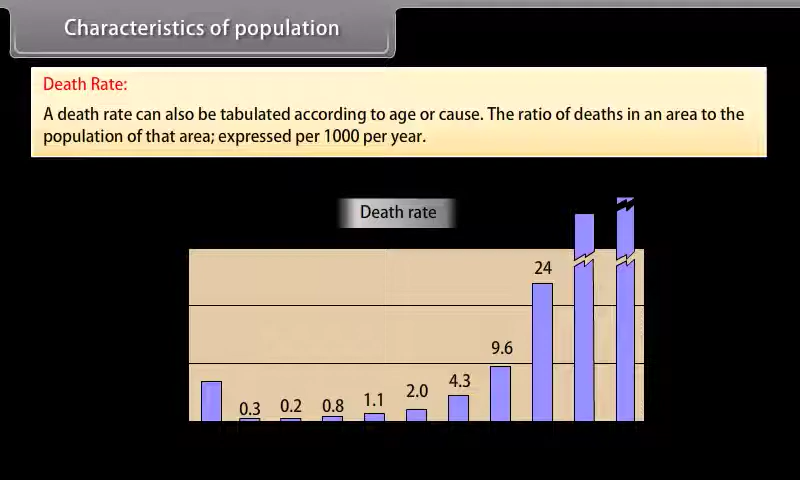 Characteristics of population
Death Rate:
A death rate can also be tabulated according to age or cause. The ratio of deaths in an area to the
population of that area; expressed per 1000 per year.
Death rate
24
9.6
4.3
2.0
1.1
0.8
0.2
0.3